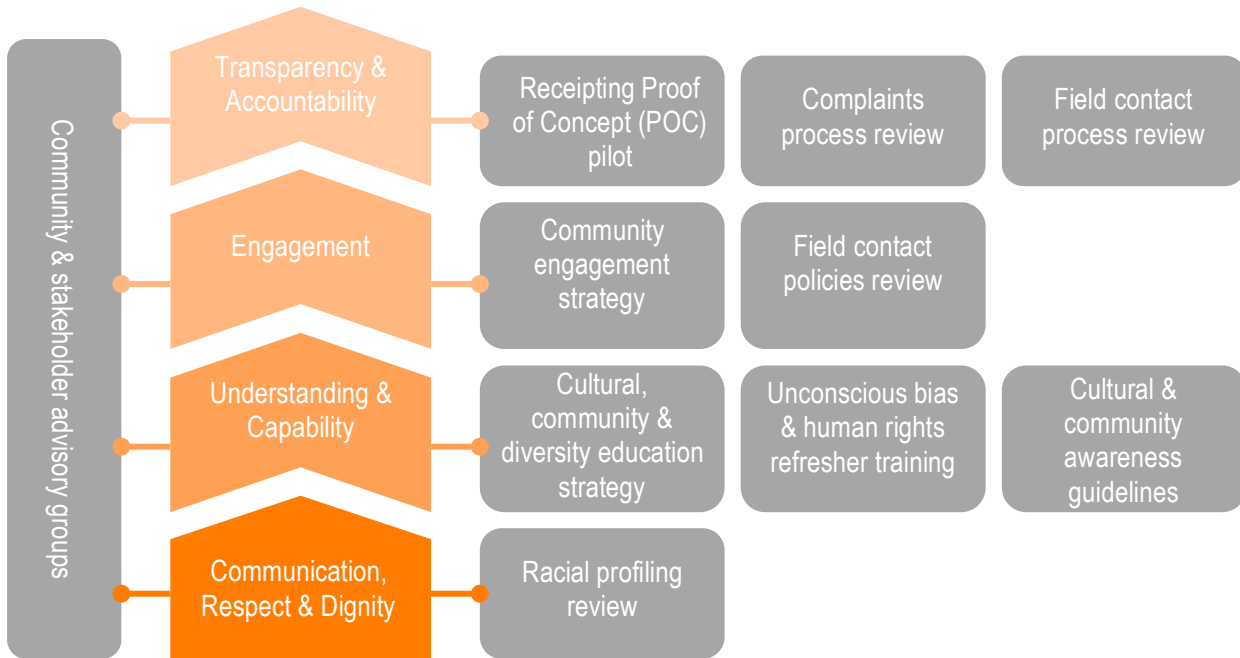 Community & stakeholder advisory groups
Transparency &
Accountability
Receipting Proof
of Concept (POC)
pilot
Complaints
process review
Field contact
process review
Engagement
Community
engagement
strategy
Field contact
policies review
Understanding &
Capability
Cultural,
community &
diversity education
strategy
Unconscious bias
& human rights
refresher training
Cultural &
community
awareness
guidelines
Communication,
Respect & Dignity
Racial profiling
review